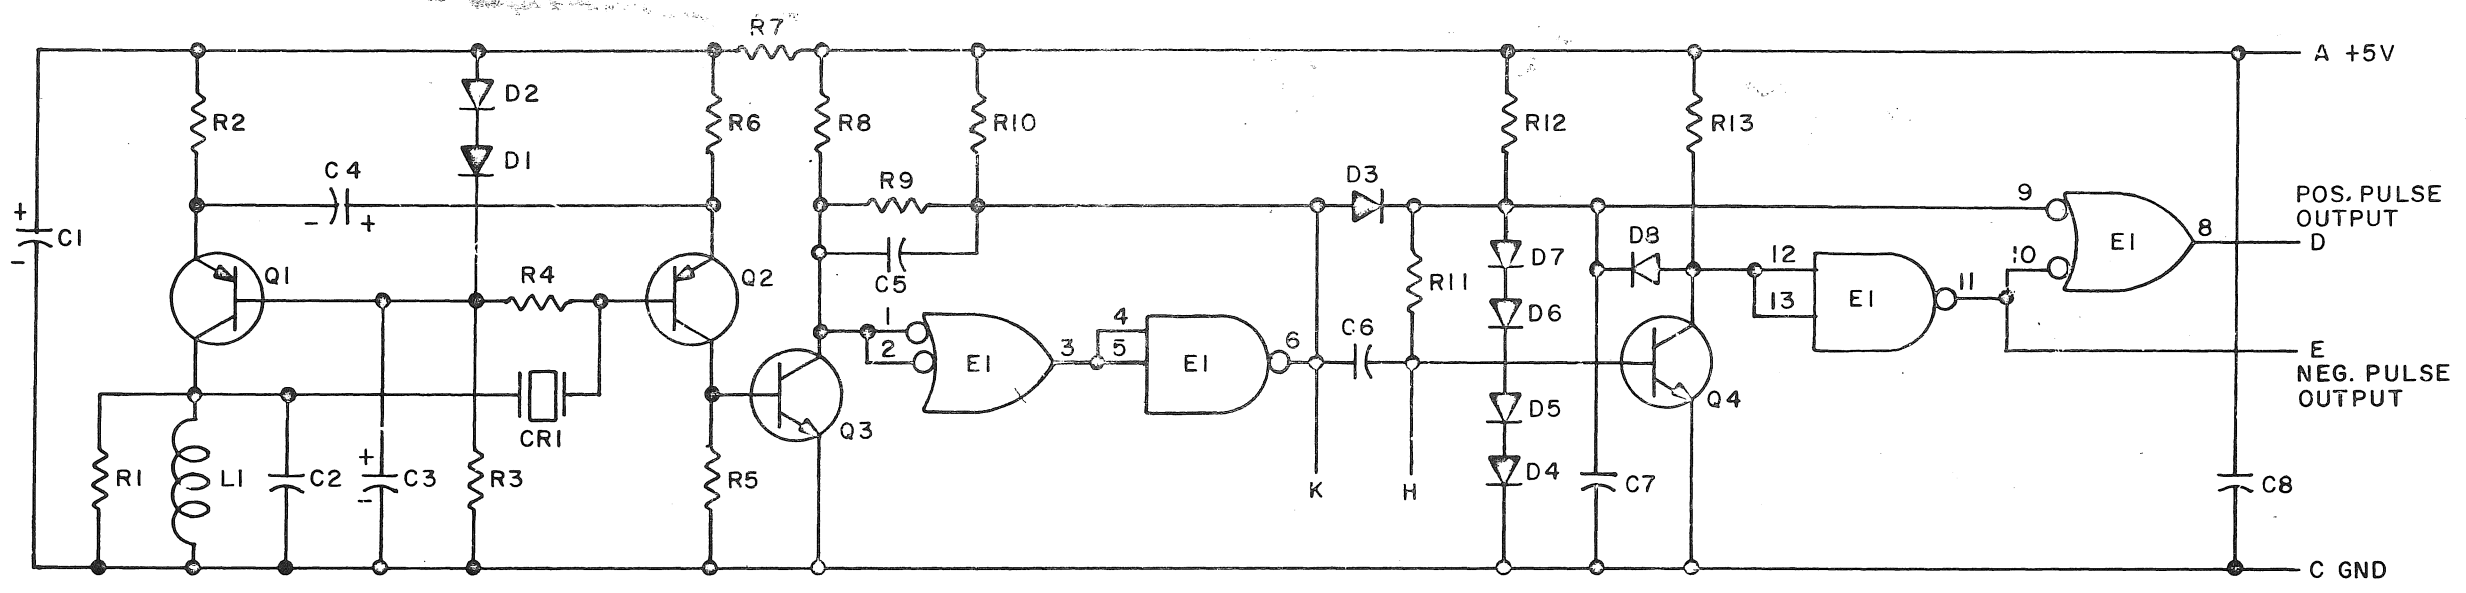 R7
A +5V
D2
R2
R6
R8
R10
R12
R13
D1
C4
- +
R9
D3
9
POS. PULSE
OUTPUT
8
D
+
C1
-
Q1
R4
Q2
C5
D7
D8
12
10
E1
R11
13
E1
11
1
2
E1
3
4
5
E1
6
C6
D6
E
NEG. PULSE
OUTPUT
Q3
D5
Q4
CR1
R1
L1
C2
+
C3
-
R3
R5
K
H
D4
C7
C8
C GND